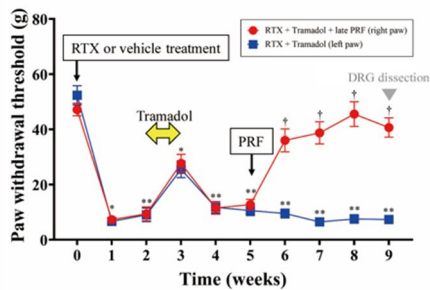 RTX + Tramadol + late PRF (right paw)
RTX + Tramadol (left paw)
Paw withdrawal threshold (g)
80
60
40
20
0
RTX or vehicle treatment
DRG dissection
Tramadol
PRF
† † † †
* ** * ** ** ** ** ** **
0 1 2 3 4 5 6 7 8 9
Time (weeks)